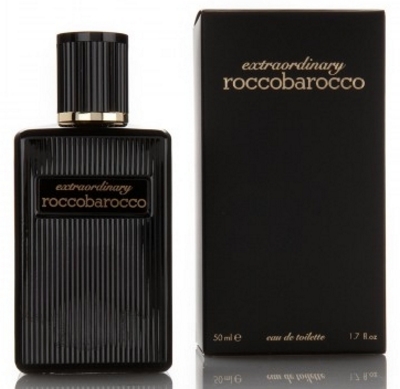 extraordinary
roccobarocco
extraordinary
roccobarocco
50 ml e
eau de toilette
1.7 fl oz